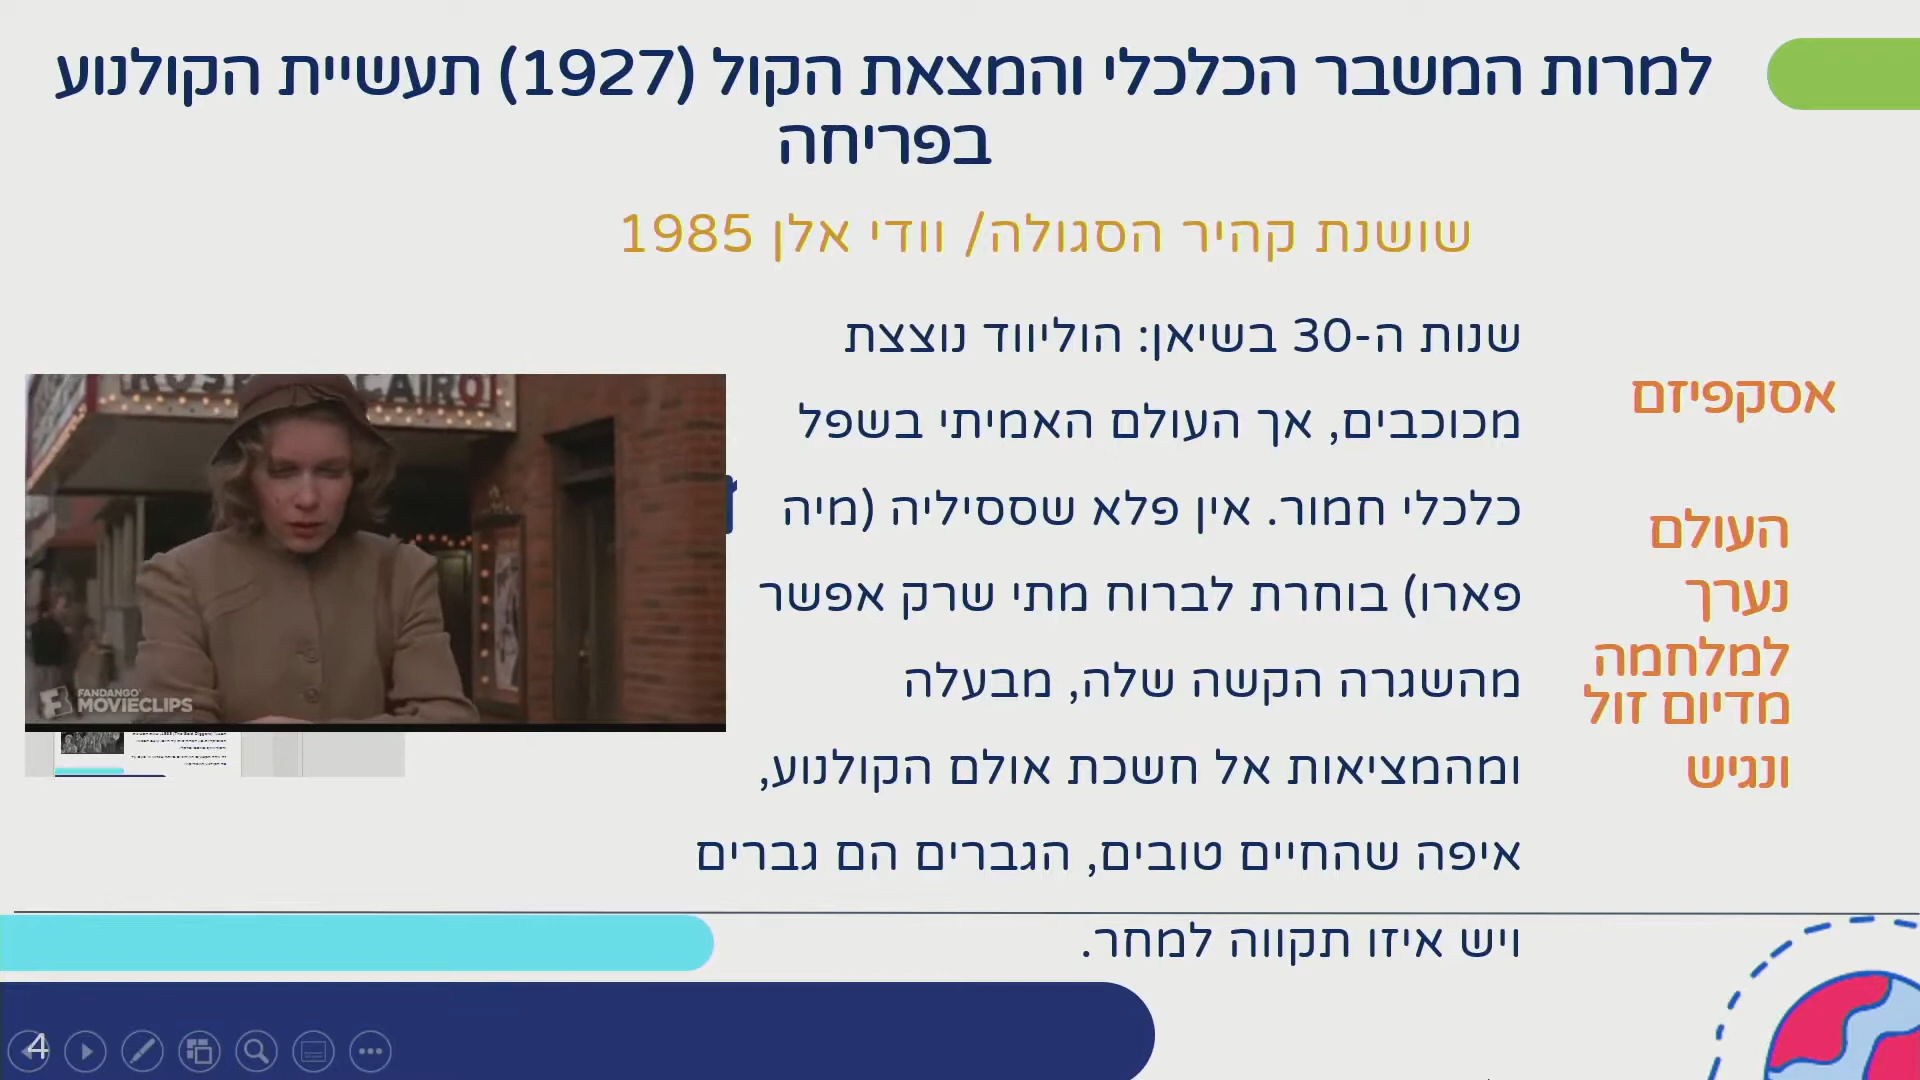 למרות המשבר הכלכלי והמצאת הקול (1927) תעשיית הקולנוע
בפריחה
שושנת קהיר הסגולה/ וודי אלן 1985
שנות ה-30 בשיאן: הוליווד נוצצת
מכוכבים, אך העולם האמיתי בשפל
כלכלי חמור. אין פלא שססיליה (מיה
פארו) בוחרת לברוח מתי שרק אפשר
מהשגרה הקשה שלה, מבעלה
ומהמציאות אל חשכת אולם הקולנוע,
איפה שהחיים טובים, הגברים הם גברים
ויש איזו תקווה למחר.
אסקפיזם
העולם
נערך
למלחמה
מדיום זול
ונגיש
ROSE CAIRO
FANDANGO
MOVIECLIPS
4